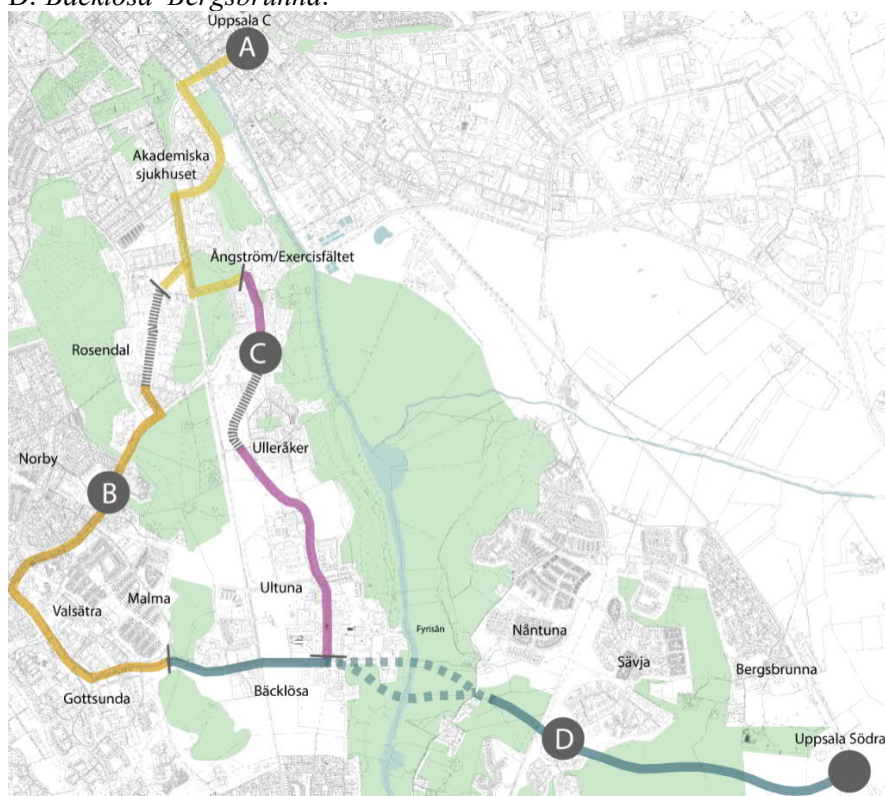 D. Bäcklösa–Bergsbrunna.
Uppsala C
A
Akademiska
sjukhuset
Ångström/Exercisfältet
Rosendal
C
Norby
Ulleråker
B
Valsätra
Malma
Ultuna
Fyrisån
Nåntuna
Sävja
Bergsbrunna
Gottsunda
Bäcklösa
D
Uppsala Södra